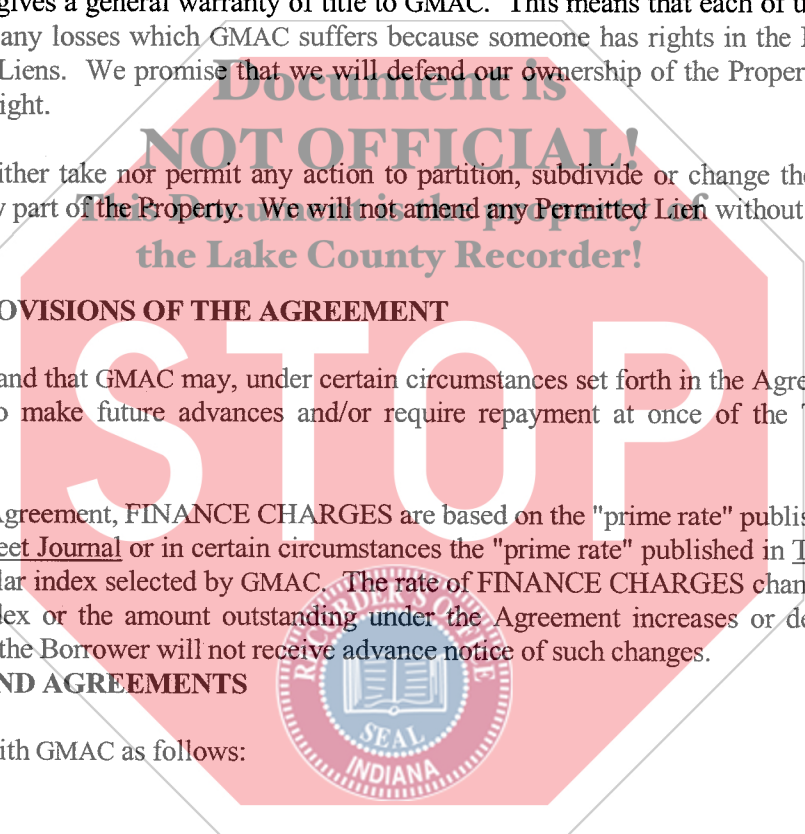 gives a general warranty of title to GMAC. This means that each of u
any losses which GMAC suffers because someone has rights in the
Liens. We promise that we will defend our ownership of the Proper
ight.
Document is
NOT OFFICIAL!
ither take nor permit any action to partition, subdivide or change the
This Document is the property of
part of the Property. We will not amend any Permitted Lien without
the Lake County Recorder!
OVISIONS OF THE AGREEMENT
STOP
and that GMAC may, under certain circumstances set forth in the Agre
o make future advances and/or require repayment at once of the
Agreement, FINANCE CHARGES are based on the "prime rate" publis
eet Journal or in certain circumstances the "prime rate" published in T
lar index selected by GMAC. The rate of FINANCE CHARGES chan
lex or the amount outstanding under the Agreement increases or de
the Borrower will not receive advance notice of such changes.
RECORDER'S OFFICE
SEAL
INDIANA
ND AGREEMENTS
ith GMAC as follows: